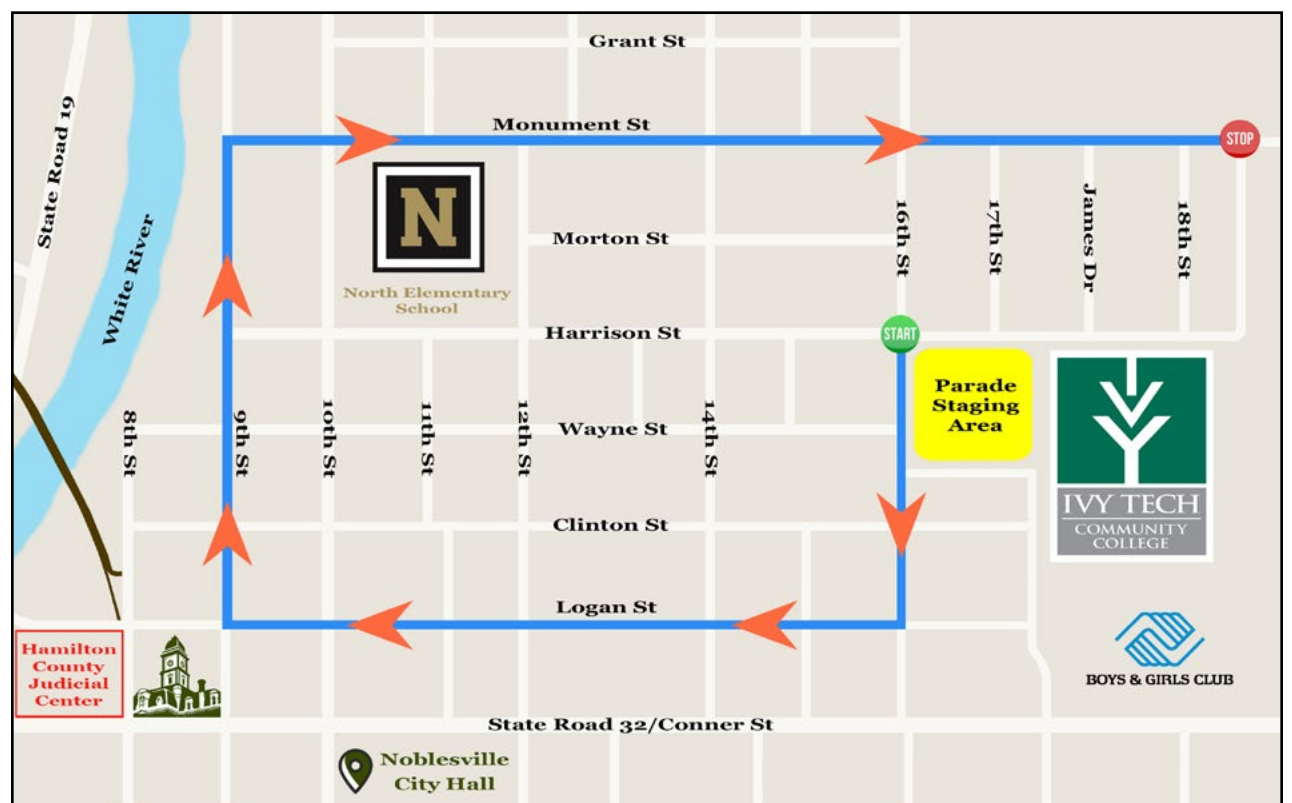 Grant St
State Road 19
Monument St
STOP
N
North Elementary
School
White River
Morton St
16th St
17th St
James Dr
18th St
Harrison St
START
Parade
Staging
Area
8th St
9th St
10th St
11th St
12th St
14th St
Wayne St
IVY TECH
COMMUNITY
COLLEGE
Clinton St
Logan St
Hamilton
County
Judicial
Center
BOYS & GIRLS CLUB
State Road 32/Conner St
Noblesville
City Hall